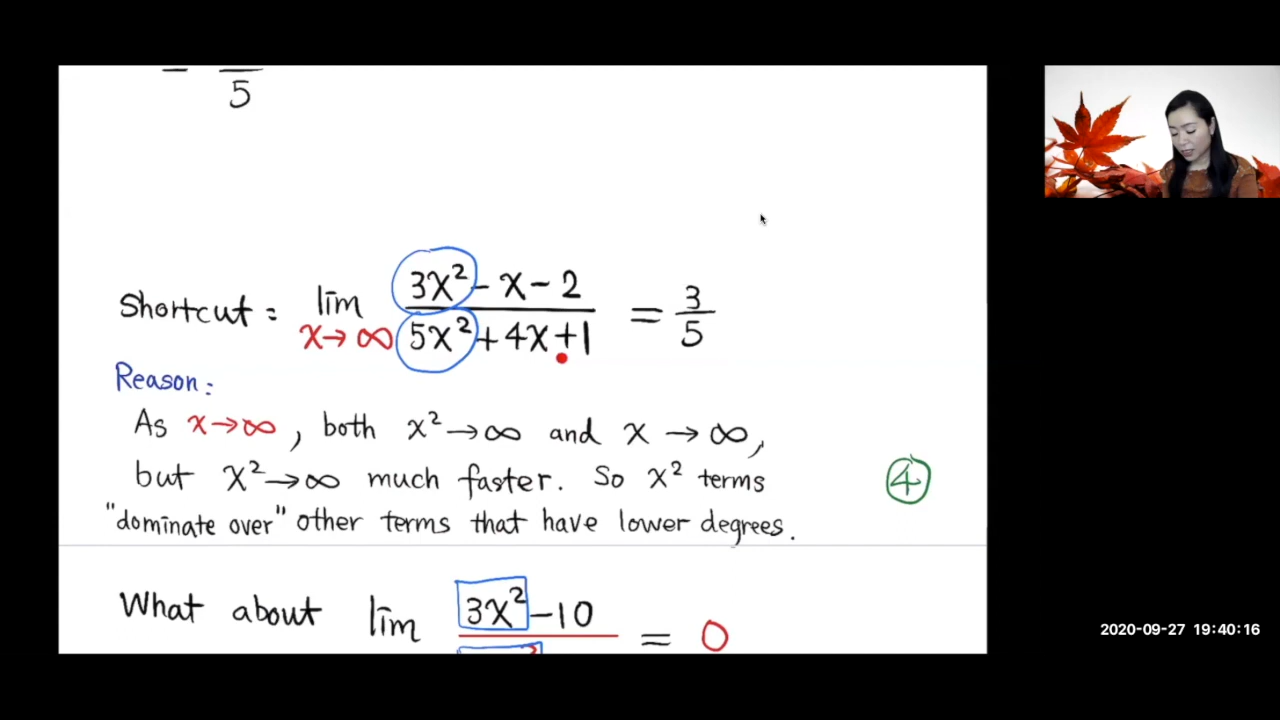 = 
5
Shortcut: lim x→∞ (3x² - x - 2)/(5x² + 4x + 1) = 3/5
Reason:
As x→∞, both x²→∞ and x→∞,
but x²→∞ much faster. So x² terms
"dominate over" other terms that have lower degrees.
④
What about lim 3x² - 10 = 0
2020-09-27 19:40:16